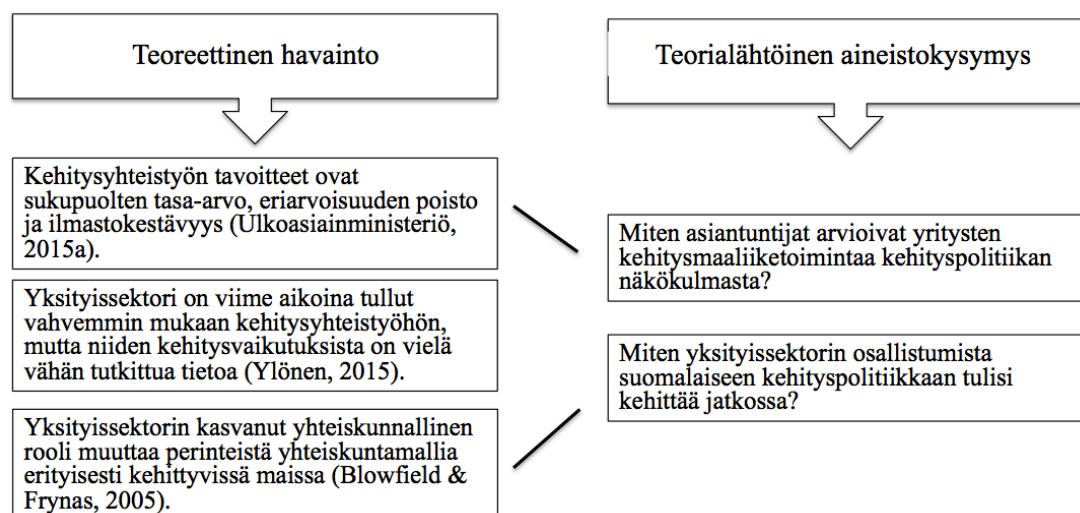 Teoreettinen havainto
Teorialähtöinen aineistokysymys
Kehitysyhteistyön tavoitteet ovat
sukupuolten tasa-arvo, eriarvoisuuden poisto
ja ilmastokestävyys (Ulkoasiainministeriö,
2015a).
Yksityissektori on viime aikoina tullut
vahvemmin mukaan kehitysyhteistyöhön,
mutta niiden kehitysvaikutuksista on vielä
vähän tutkittua tietoa (Ylönen, 2015).
Yksityissektorin kasvanut yhteiskunnallinen
rooli muuttaa perinteistä yhteiskuntamallia
erityisesti kehittyvissä maissa (Blowfield &
Frynas, 2005).
Miten asiantuntijat arvioivat yritysten
kehitysmaaliiketoimintaa kehityspolitiikan
näkökulmasta?
Miten yksityissektorin osallistumista
suomalaiseen kehityspolitiikkaan tulisi
kehittää jatkossa?